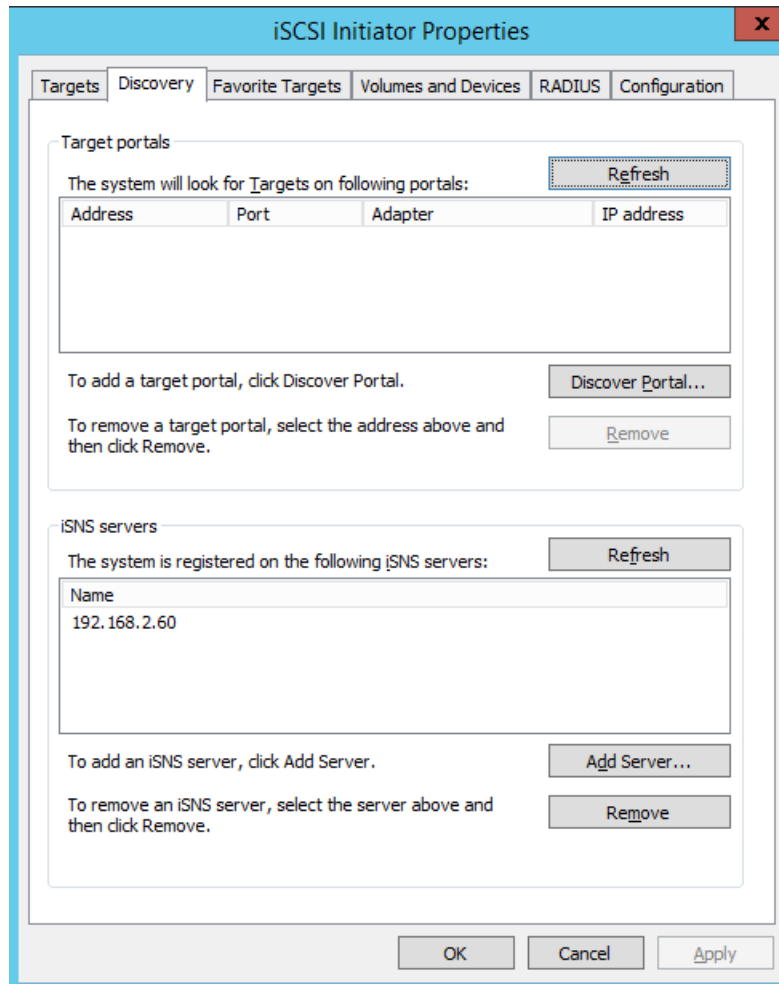 iSCSI Initiator Properties
x
Targets Discovery Favorite Targets Volumes and Devices RADIUS Configuration
Target portals
The system will look for Targets on following portals:
Refresh
Address Port Adapter IP address
To add a target portal, click Discover Portal.
Discover Portal...
To remove a target portal, select the address above and
then click Remove.
Remove
iSNS servers
The system is registered on the following iSNS servers:
Refresh
Name
192.168.2.60
To add an iSNS server, click Add Server.
Add Server...
To remove an iSNS server, select the server above and
then click Remove.
Remove
OK Cancel Apply